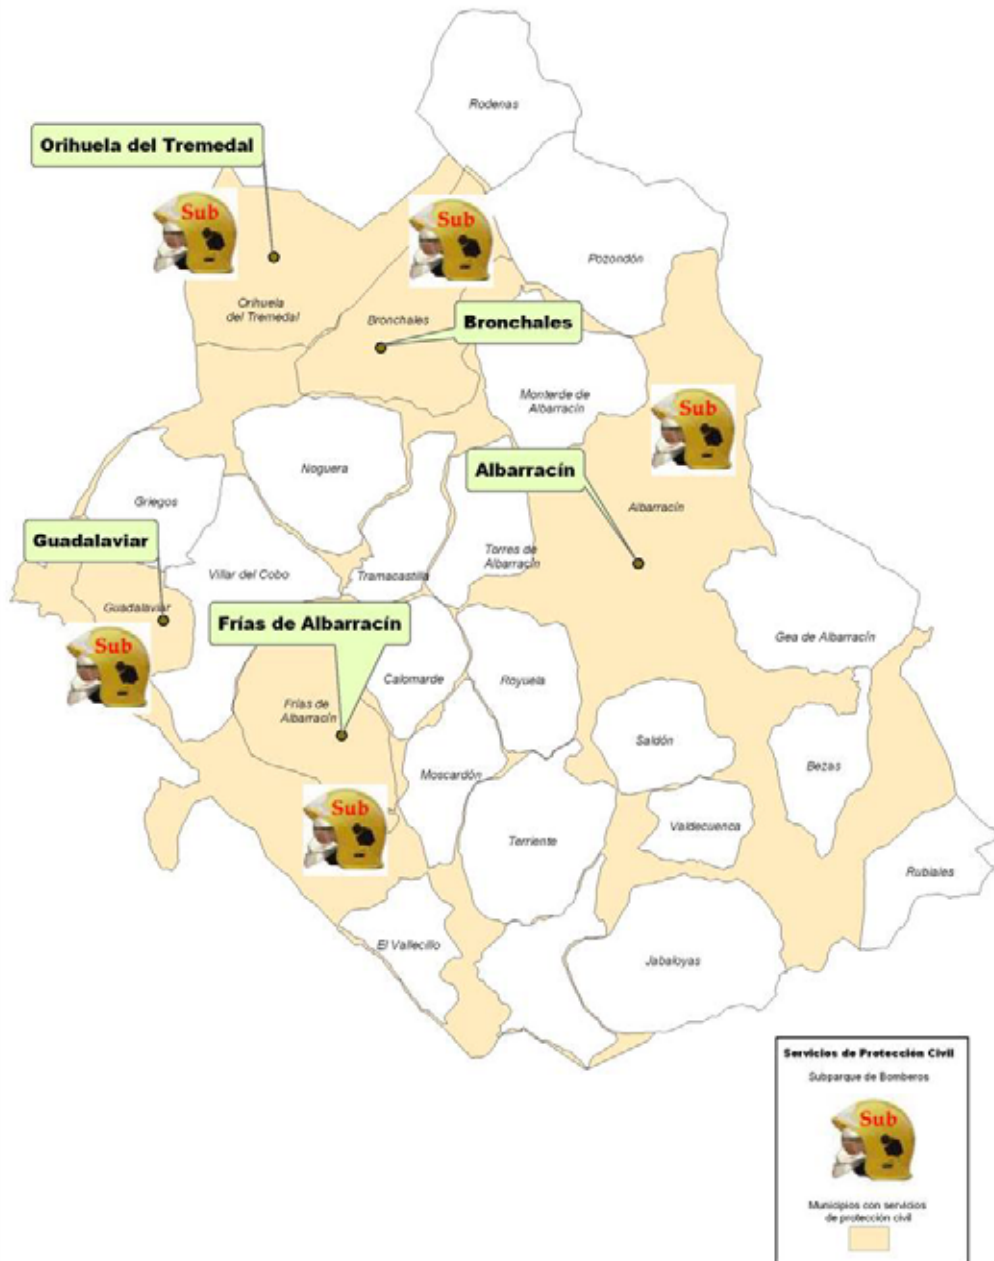 Rodenas
Orihuela del Tremedal
Sub
Sub
Pozondón
Orihuela
del Tremedal
Bronchales
Bronchales
Monterde de
Albarracín
Sub
Noguera
Albarracín
Griegos
Albarracín
Guadalaviar
Torres de
Albarracín
Villar del Cobo
Tramacastilla
Guadalaviar
Frías de Albarracín
Gea de Albarracín
Sub
Calomarde
Royuela
Frías de
Albarracín
Saldón
Bezas
Moscardón
Sub
Valdecuenca
Terriente
Rubiales
El Vallecillo
Jabaloyas
Servicios de Protección Civil
Subparque de Bomberos
Sub
Municipios con servicios
de protección civil